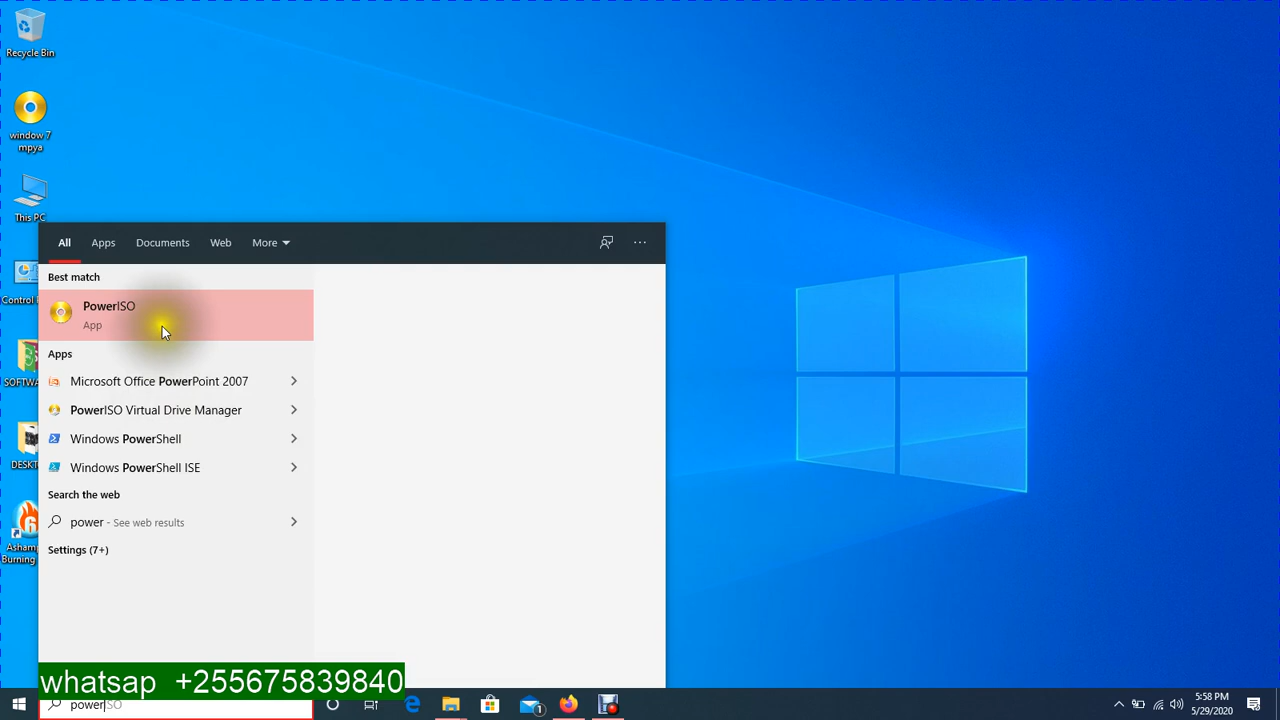 Recycle Bin
window 7
mpya
This PC
Control
SOFTWA
DESKT
Ashamp
Burning
All
Apps
Documents
Web
More
Best match
PowerISO
App
Apps
Microsoft Office PowerPoint 2007
PowerISO Virtual Drive Manager
Windows PowerShell
Windows PowerShell ISE
Search the web
power - See web results
Settings (7+)
whatsap +255675839840
powerISO
1
5:58 PM
5/29/2020